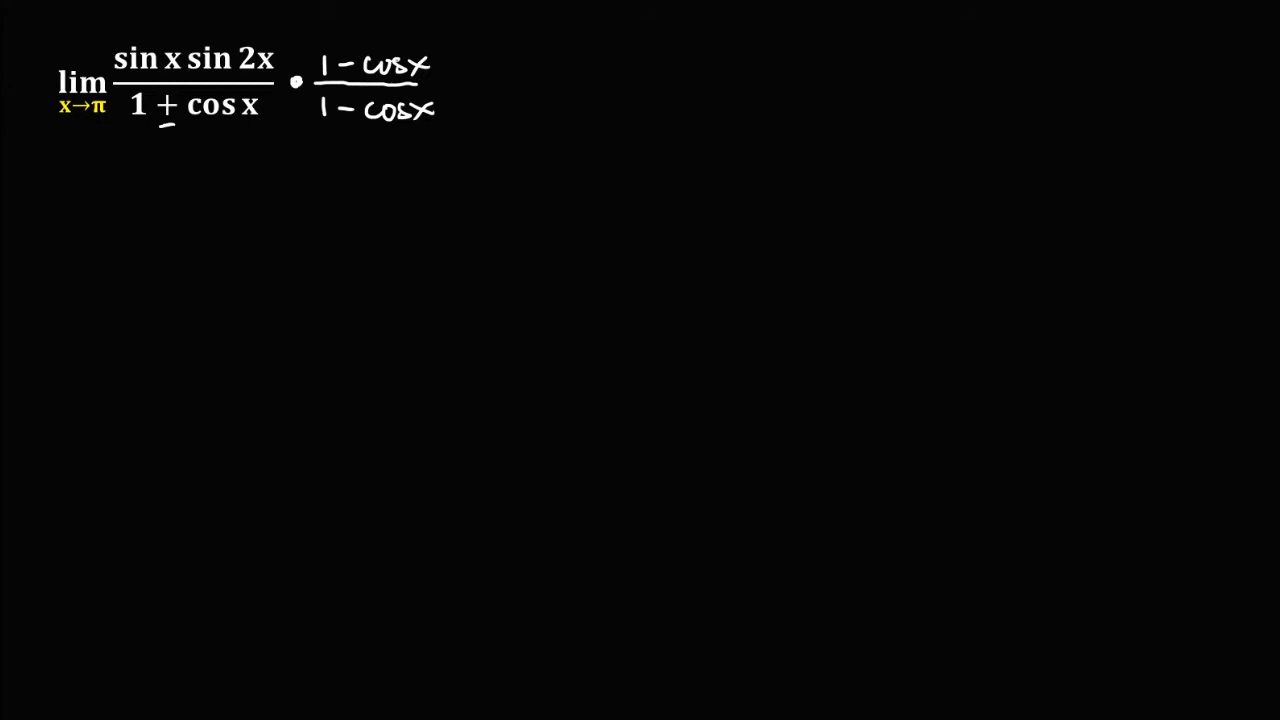 lim x→π sin x sin 2x / 1 + cos x • 1 - cosx / 1 - cosx